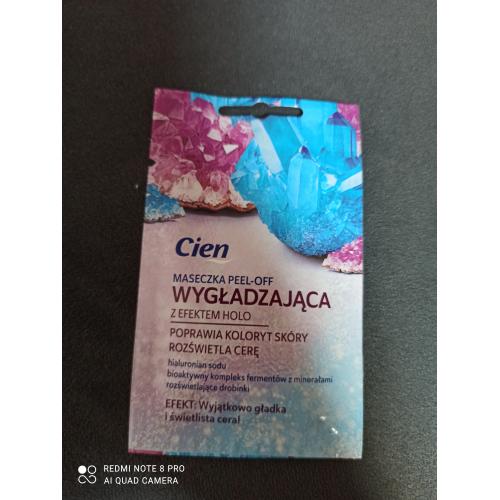 Cien
MASECZKA PEEL-OFF
WYGŁADZAJĄCA
Z EFEKTEM HOLO
POPRAWIA KOLORYT SKÓRY
ROZŚWIETLA CERĘ
hialuronian sodu
bioaktywny kompleks fermentów z minerałami
rozświetlające drobinki
EFEKT: Wyjątkowo gładka
i świetlista cera!
REDMI NOTE 8 PRO
AI QUAD CAMERA